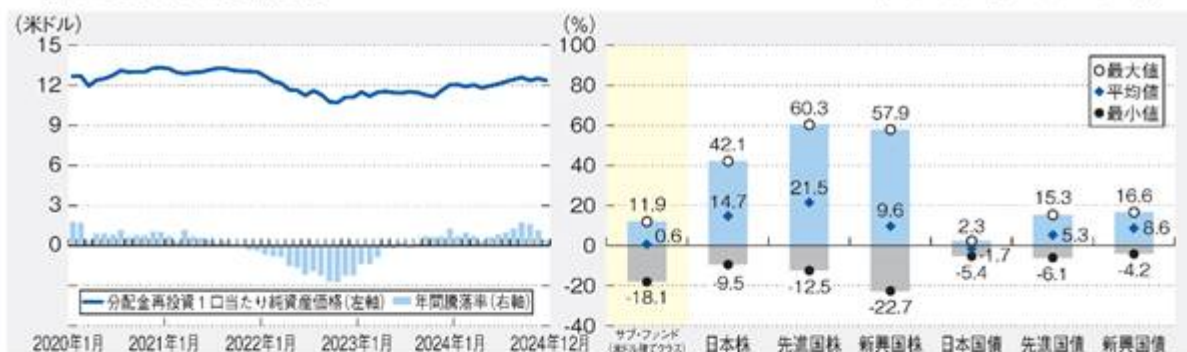 (米ドル)
15
12
9
6
3
0
分配金再投資1口当たり純資産価格(左軸) 年間騰落率(右軸)
2020年1月 2021年1月 2022年1月 2023年1月 2024年1月 2024年12月
(%)
100
80
60
40
20
0
-20
-40
最大値
平均値
最小値
11.9 42.1 60.3 57.9 2.3 15.3 16.6
0.6 14.7 21.5 9.6 -1.7 5.3 8.6
-18.1 -9.5 -12.5 -22.7 -5.4 -6.1 -4.2
サブ・ファンド
(米ドル建てクラス)
日本株 先進国株 新興国株 日本国債 先進国債 新興国債